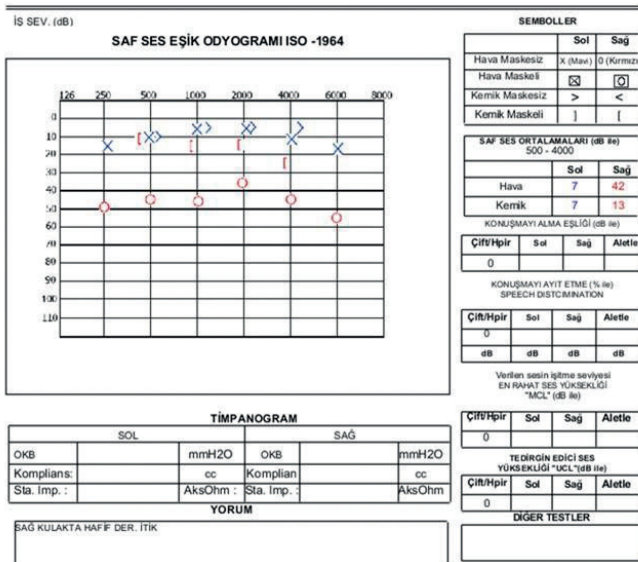 İŞ SEV. (dB)
SAF SES EŞİK ODYOGRAMI ISO -1964
126 250 500 1000 2000 4000 6000 8000
0
10
20
30
40
50
60
70
80
90
100
110
SEMBOLLER
Sol Sağ
Hava Maskesiz X (Mavi) 0 (Kırmızı
Hava Maskeli
Kemik Maskesiz > <
Kemik Maskeli ] [
SAF SES ORTALAMALARI (dB ile)
500 - 4000
Sol Sağ
Hava 7 42
Kemik 7 13
KONUŞMAYI ALMA EŞLİĞİ (dB ile)
Çift/Hpir Sol Sağ Aletle
0
KONUŞMAYI AYIT ETME (% ile)
SPEECH DISTCIMINATION
Çift/Hpir Sol Sağ Aletle
0
dB dB dB dB
Verilen sesin işitme seviyesi
EN RAHAT SES YÜKSEKLİĞİ
"MCL" (dB ile)
Çift/Hpir Sol Sağ Aletle
0
TEDİRGİN EDİCİ SES
YÜKSEKLİĞİ "UCL"(dB ile)
Çift/Hpir Sol Sağ Aletle
0
DİĞER TESTLER
TİMPANOGRAM
SOL SAĞ
OKB mmH2O OKB mmH2O
Komplians: cc Komplian cc
Sta. Imp. : AksOhm : Sta. Imp. : AksOhm
YORUM
SAĞ KULAKTA HAFİF DER. İTİK